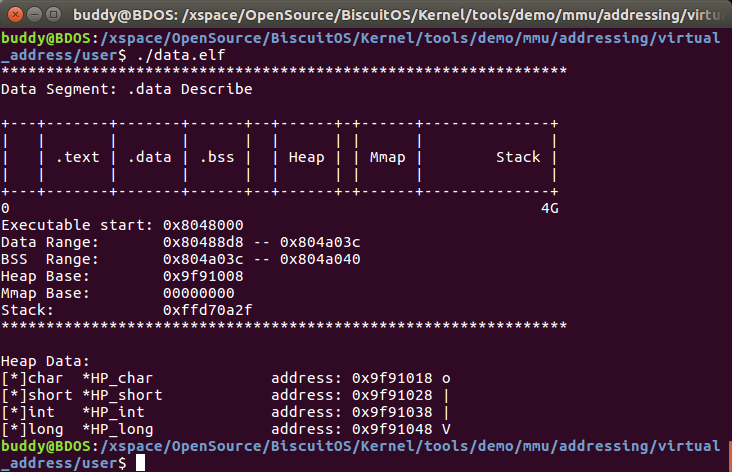 buddy@BDOS: /xspace/OpenSource/BiscuitOS/Kernel/tools/demo/mmu/addressing/virtu
buddy@BDOS:/xspace/OpenSource/BiscuitOS/Kernel/tools/demo/mmu/addressing/virtual
_address/user$ ./data.elf
***************************************************************
Data Segment: .data Describe
+---+-------+-------+------+--+------+--+------+--------------+
|   |       |       |      |  |      | |      |              |
|   | .text | .data | .bss |  | Heap | | Mmap |        Stack |
|   |       |       |      |  |      | |      |              |
+---+-------+-------+------+--+------+--+------+--------------+
0                                                           4G
Executable start: 0x8048000
Data Range:       0x80488d8 -- 0x804a03c
BSS  Range:       0x804a03c -- 0x804a040
Heap Base:        0x9f91008
Mmap Base:        00000000
Stack:            0xffd70a2f
***************************************************************
Heap Data:
[*]char  *HP_char             address: 0x9f91018 o
[*]short *HP_short            address: 0x9f91028 |
[*]int   *HP_int              address: 0x9f91038 |
[*]long  *HP_long             address: 0x9f91048 V
buddy@BDOS:/xspace/OpenSource/BiscuitOS/Kernel/tools/demo/mmu/addressing/virtual
_address/user$